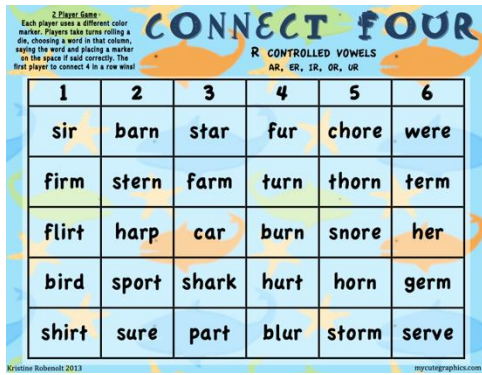 2 Player Game -
Each player uses a different color
marker. Players take turns rolling a
die, choosing a word in that column,
saying the word and placing a marker
on the space if said correctly. The
first player to connect 4 in a row wins!
CONNECT FOUR
R CONTROLLED VOWELS
AR, ER, IR, OR, UR
1 2 3 4 5 6
sir barn star fur chore were
firm stern farm turn thorn term
flirt harp car burn snore her
bird sport shark hurt horn germ
shirt sure part blur storm serve
Kristine Robenolt 2013
mycutegraphics.com